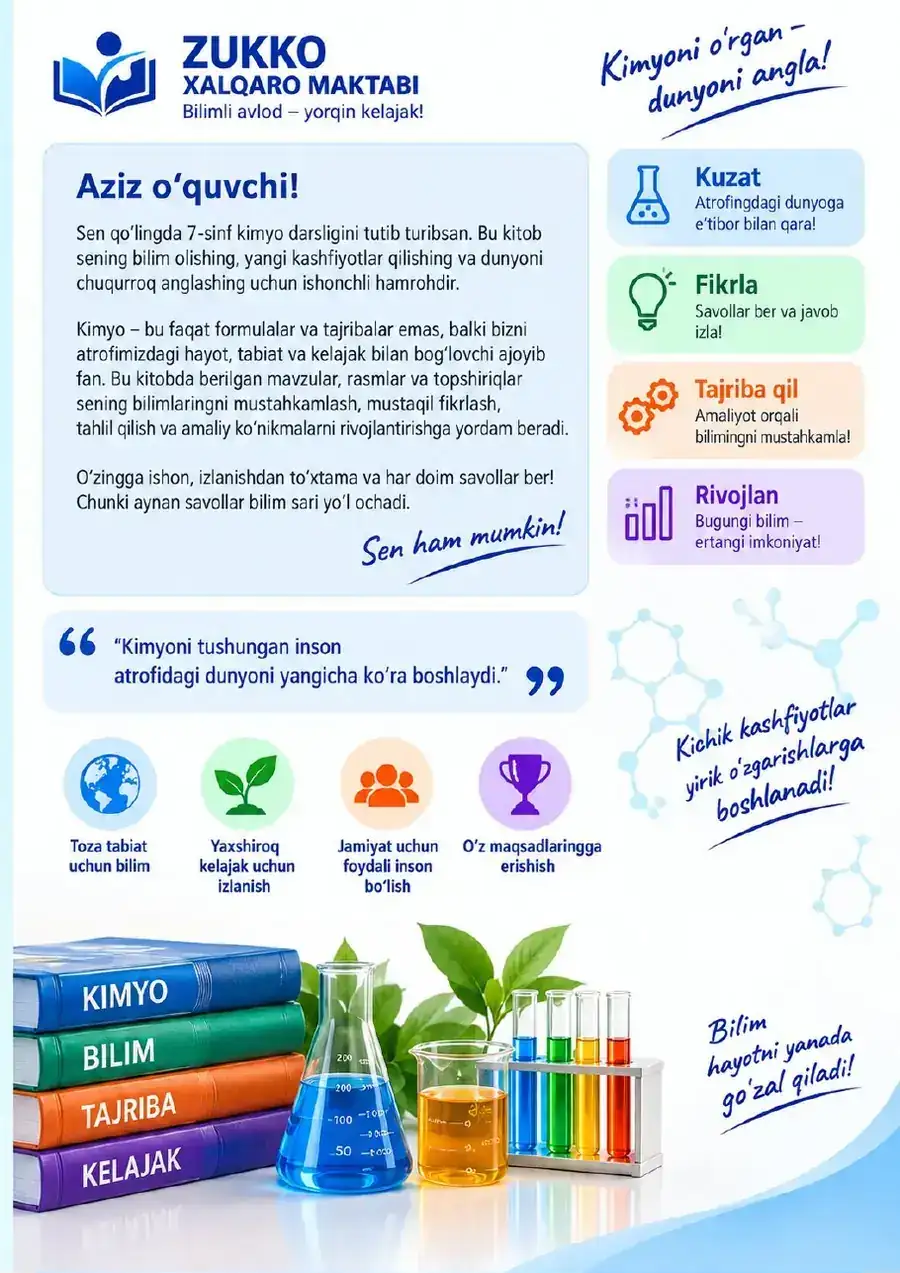 ZUKKO
XALQARO MAKTABI
Bilimli avlod – yorqin kelajak!
Kimyoni o‘rgan –
dunyoni angla!
Aziz o‘quvchi!
Sen qo‘lingda 7-sinf kimyo darsligini tutib turibsan. Bu kitob
sening bilim olishing, yangi kashfiyotlar qilishing va dunyoni
chuqurroq anglashing uchun ishonchli hamrohdir.
Kimyo – bu faqat formulalar va tajribalar emas, balki bizni
atrofimizdagi hayot, tabiat va kelajak bilan bog‘lovchi ajoyib
fan. Bu kitobda berilgan mavzular, rasmlar va topshiriqlar
sening bilimlaringni mustahkamlash, mustaqil fikrlash,
tahlil qilish va amaliy ko‘nikmalarni rivojlantirishga yordam beradi.
O‘zingga ishon, izlanishdan to‘xtama va har doim savollar ber!
Chunki aynan savollar bilim sari yo‘l ochadi.
Sen ham mumkin!
Kuzat
Atrofingdagi dunyoga
e’tibor bilan qara!
Fikrla
Savollar ber va javob
izla!
Tajriba qil
Amaliyot orqali
bilimingni mustahkamla!
Rivojlan
Bugungi bilim –
ertangi imkoniyat!
“Kimyoni tushungan inson
atrofidagi dunyoni yangicha ko‘ra boshlaydi.”
Kichik kashfiyotlar
yirik o‘zgarishlarga
boshlanadi!
Toza tabiat
uchun bilim
Yaxshiroq
kelajak uchun
izlanish
Jamiyat uchun
foydali inson
bo‘lish
O‘z maqsadlaringga
erishish
KIMYO
BILIM
TAJRIBA
KELAJAK
200
200
100
50
Bilim
hayotni yanada
go‘zal qiladi!